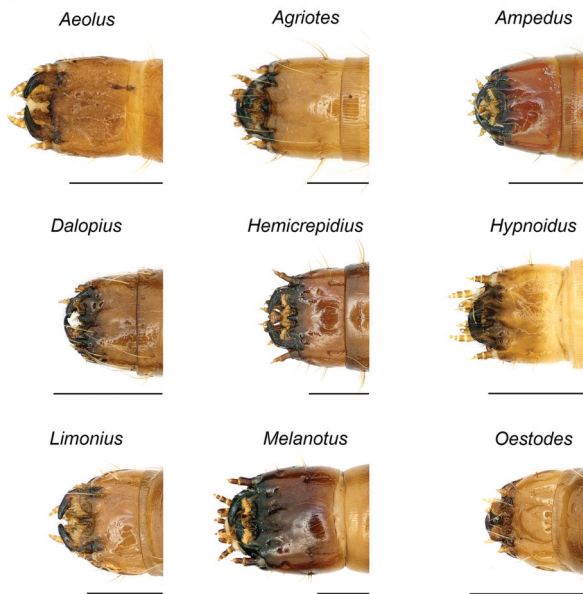 Aeolus
Agriotes
Ampedus
Dalopius
Hemicrepidius
Hypnoidus
Limonius
Melanotus
Oestodes